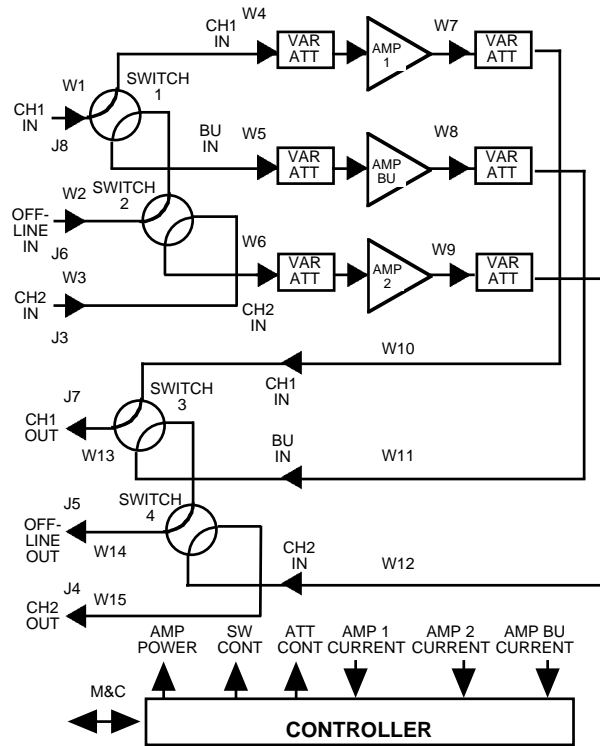 CH1
IN
W4
W7
VAR
ATT
AMP
1
VAR
ATT
W1
SWITCH
1
CH1
IN
J8
BU
IN
W5
W8
VAR
ATT
AMP
BU
VAR
ATT
W2
SWITCH
2
OFF-
LINE
IN
J6
W3
W6
W9
VAR
ATT
AMP
2
VAR
ATT
CH2
IN
J3
CH2
IN
W10
CH1
IN
J7
SWITCH
3
CH1
OUT
W13
BU
IN
W11
J5
SWITCH
4
OFF-
LINE
OUT
W14
CH2
IN
W12
J4
W15
CH2
OUT
AMP
POWER
SW
CONT
ATT
CONT
AMP 1
CURRENT
AMP 2
CURRENT
AMP BU
CURRENT
M&C
CONTROLLER